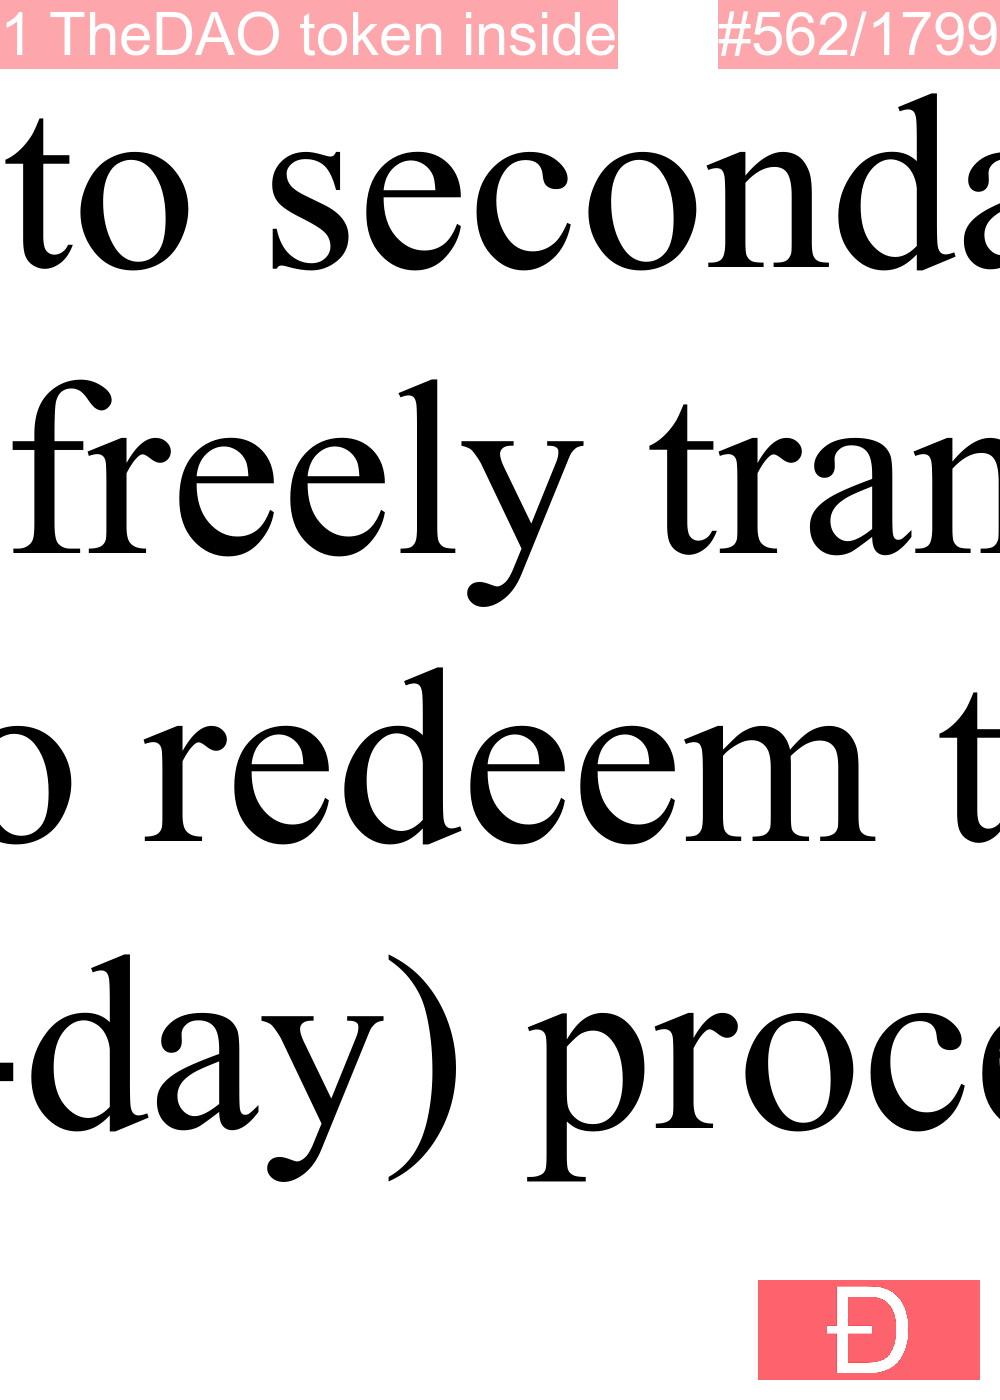 1 TheDAO token inside #562/1799
to seconda
freely tran
o redeem t
-day) proce
Đ